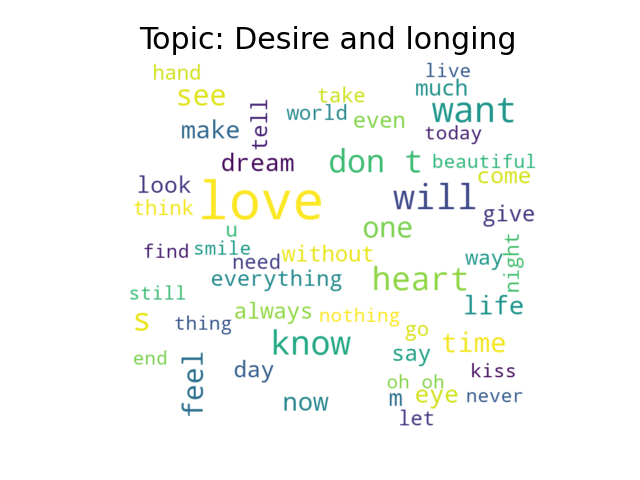 Topic: Desire and longing
hand
live
see
take
much
want
tell
world
even
make
today
dream
don t
beautiful
come
look
love
will
think
give
u
one
find
smile
need
without
way
night
everything
heart
still
life
always
nothing
s
thing
go
know
say
time
end
feel
day
kiss
oh oh
now
m
eye
never
let